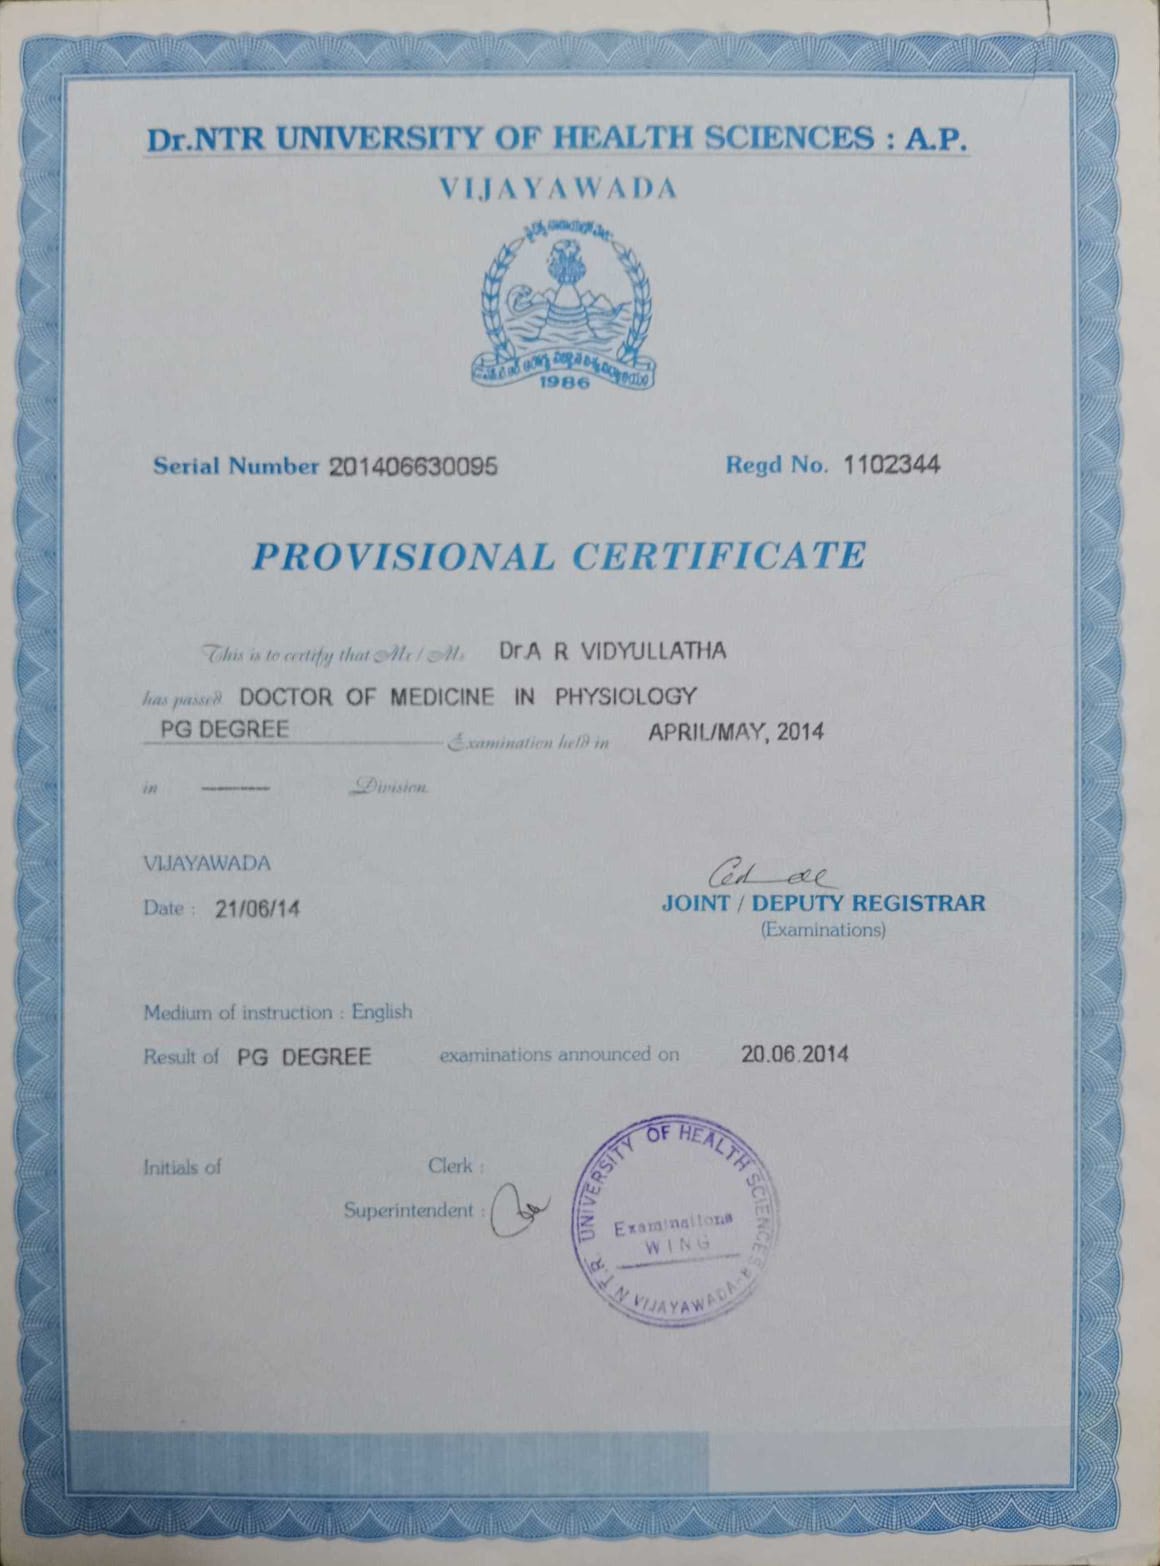 Dr.NTR UNIVERSITY OF HEALTH SCIENCES : A.P.
VIJAYAWADA
1986
Serial Number 201406630095
Regd No. 1102344
PROVISIONAL CERTIFICATE
This is to certify that Mr / Ms Dr.A R VIDYULLATHA
has passed DOCTOR OF MEDICINE IN PHYSIOLOGY
PG DEGREE Examination held in APRIL/MAY, 2014
in ——— Division
VIJAYAWADA
Date : 21/06/14
JOINT / DEPUTY REGISTRAR
(Examinations)
Medium of instruction : English
Result of PG DEGREE examinations announced on 20.06.2014
Initials of Clerk :
Superintendent :
N.T.R. UNIVERSITY OF HEALTH SCIENCES
Examinations
WING
VIJAYAWADA-8